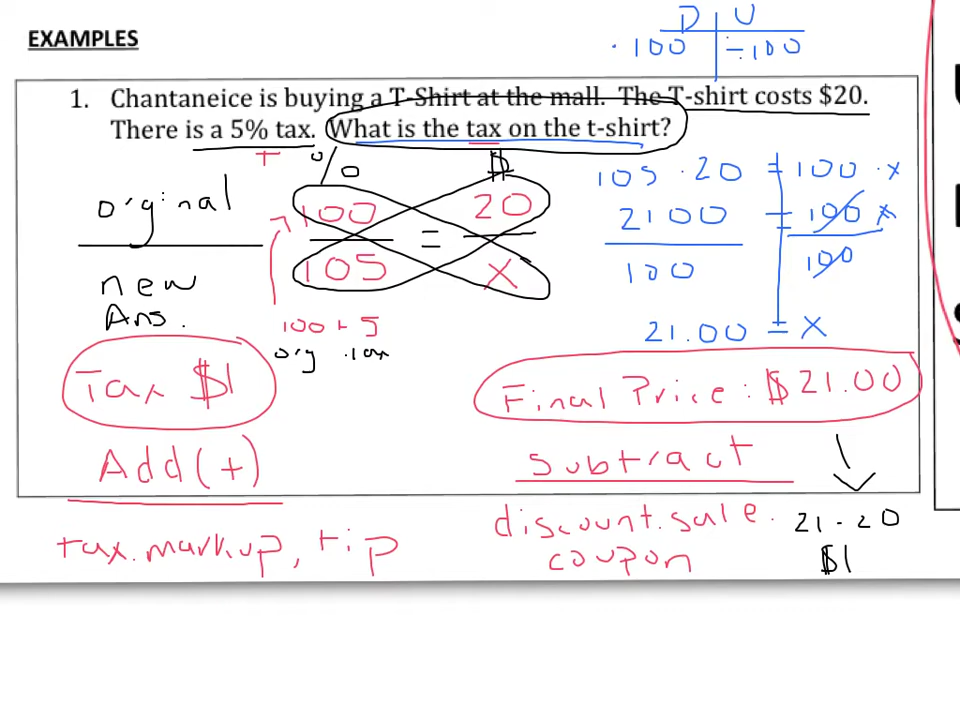 EXAMPLES
D U
· 100 ÷ 100
1. Chantaneice is buying a T-Shirt at the mall. The T-shirt costs $20.
There is a 5% tax. What is the tax on the t-shirt?
+ % $
orginal
new
Ans.
100 = 20
105 X
100 + 5
org tax
105 · 20 = 100 · x
2100 = 100 x
100 100
21.00 = X
Tax $1
Final Price: $21.00
Add (+)
Subtract
tax. markup, tip
discount. sale.
coupon
21 - 20
$1